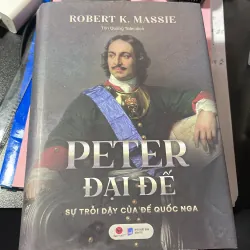 ROBERT K. MASSIE
PETER
ĐẠI ĐẾ
SỰ TRỖI DẬY CỦA ĐẾ QUỐC NGA